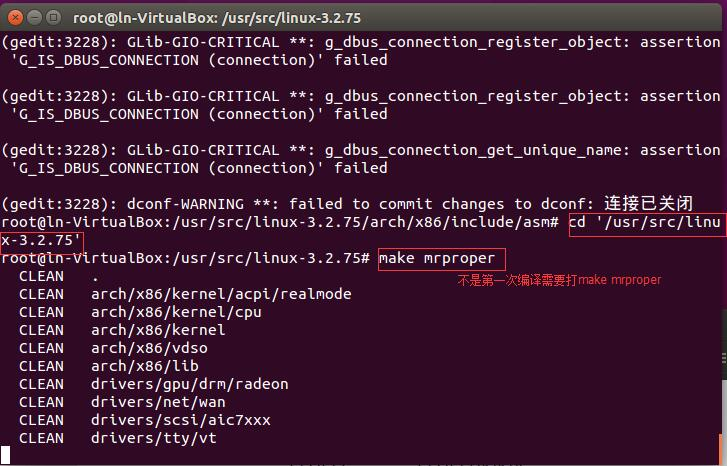 root@ln-VirtualBox: /usr/src/linux-3.2.75
(gedit:3228): GLib-GIO-CRITICAL **: g_dbus_connection_register_object: assertion
'G_IS_DBUS_CONNECTION (connection)' failed
(gedit:3228): GLib-GIO-CRITICAL **: g_dbus_connection_register_object: assertion
'G_IS_DBUS_CONNECTION (connection)' failed
(gedit:3228): GLib-GIO-CRITICAL **: g_dbus_connection_get_unique_name: assertion
'G_IS_DBUS_CONNECTION (connection)' failed
(gedit:3228): dconf-WARNING **: failed to commit changes to dconf: 连接已关闭
root@ln-VirtualBox:/usr/src/linux-3.2.75/arch/x86/include/asm# cd '/usr/src/linu
x-3.2.75'
root@ln-VirtualBox:/usr/src/linux-3.2.75# make mrproper
CLEAN .
不是第一次编译需要打make mrproper
CLEAN arch/x86/kernel/acpi/realmode
CLEAN arch/x86/kernel/cpu
CLEAN arch/x86/kernel
CLEAN arch/x86/vdso
CLEAN arch/x86/lib
CLEAN drivers/gpu/drm/radeon
CLEAN drivers/net/wan
CLEAN drivers/scsi/aic7xxx
CLEAN drivers/tty/vt